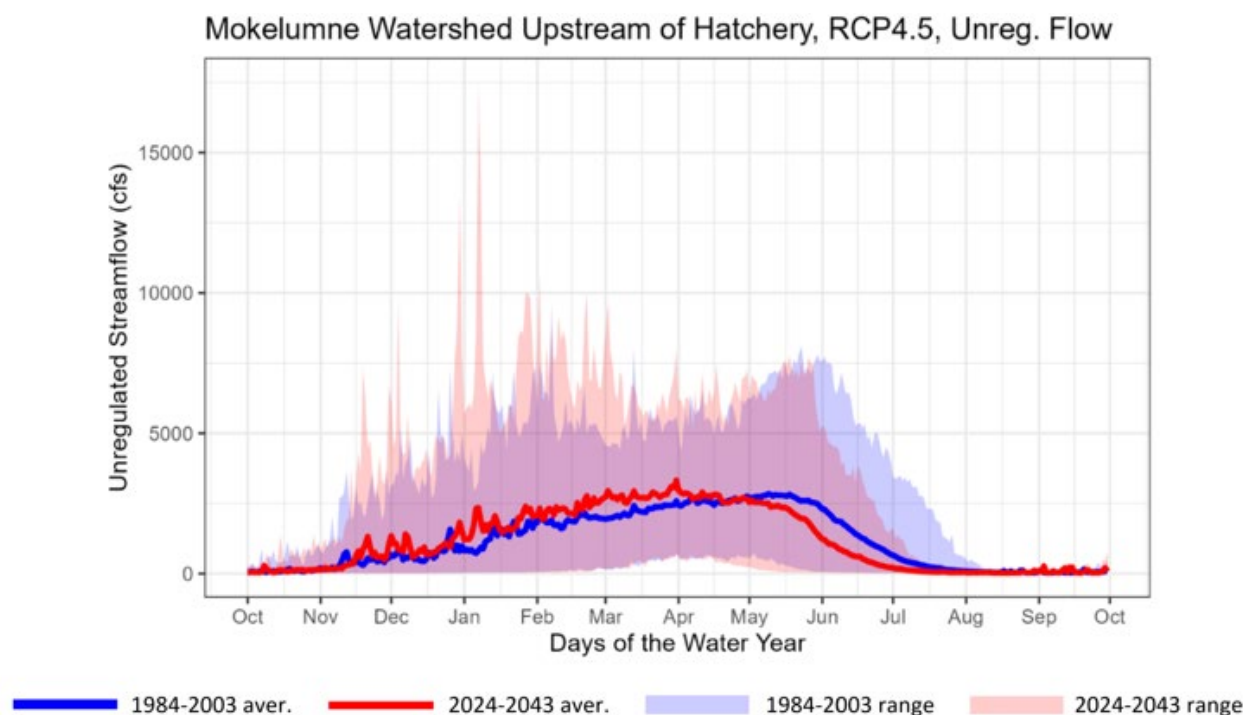 Mokelumne Watershed Upstream of Hatchery, RCP4.5, Unreg. Flow
Unregulated Streamflow (cfs)
15000
10000
5000
0
Oct Nov Dec Jan Feb Mar Apr May Jun Jul Aug Sep Oct
Days of the Water Year
1984-2003 aver. 2024-2043 aver. 1984-2003 range 2024-2043 range